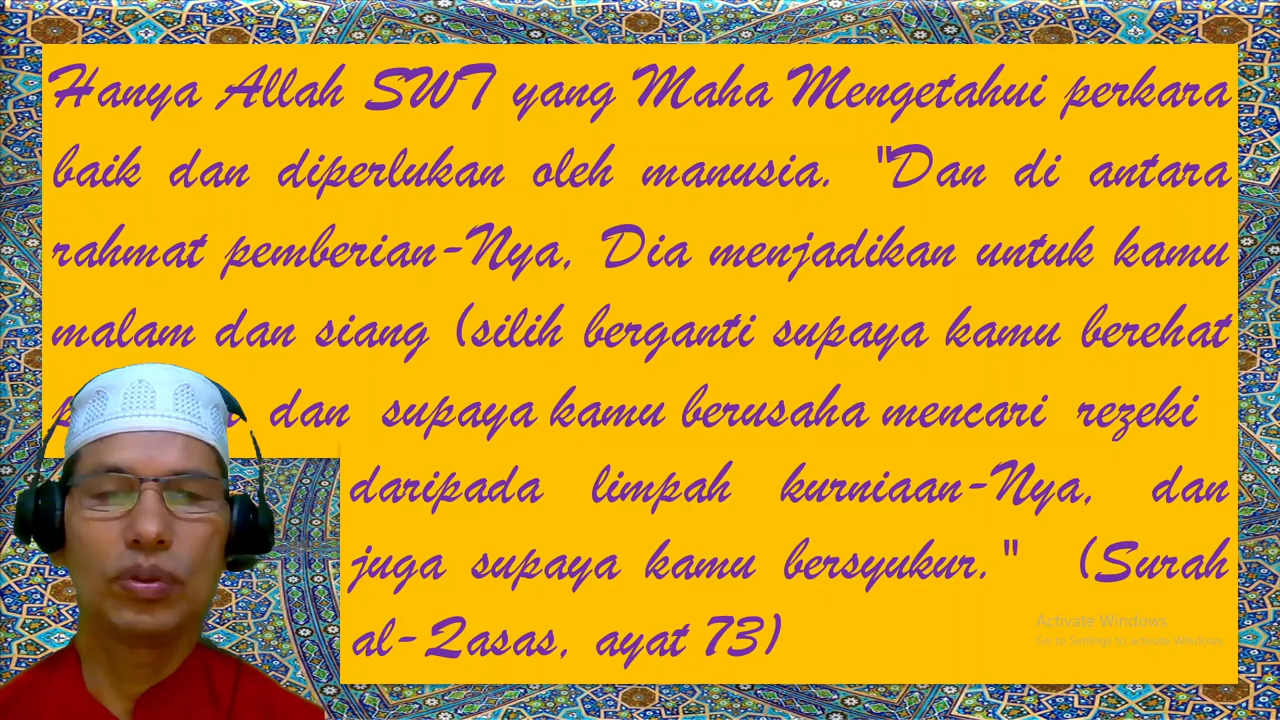 Hanya Allah SWT yang Maha Mengetahui perkara
baik dan diperlukan oleh manusia. "Dan di antara
rahmat pemberian-Nya, Dia menjadikan untuk kamu
malam dan siang (silih berganti supaya kamu berehat
dan supaya kamu berusaha mencari rezeki
daripada limpah kurniaan-Nya, dan
juga supaya kamu bersyukur." (Surah
al-Qasas, ayat 73)
Activate Windows
Go to Settings to activate Windows.